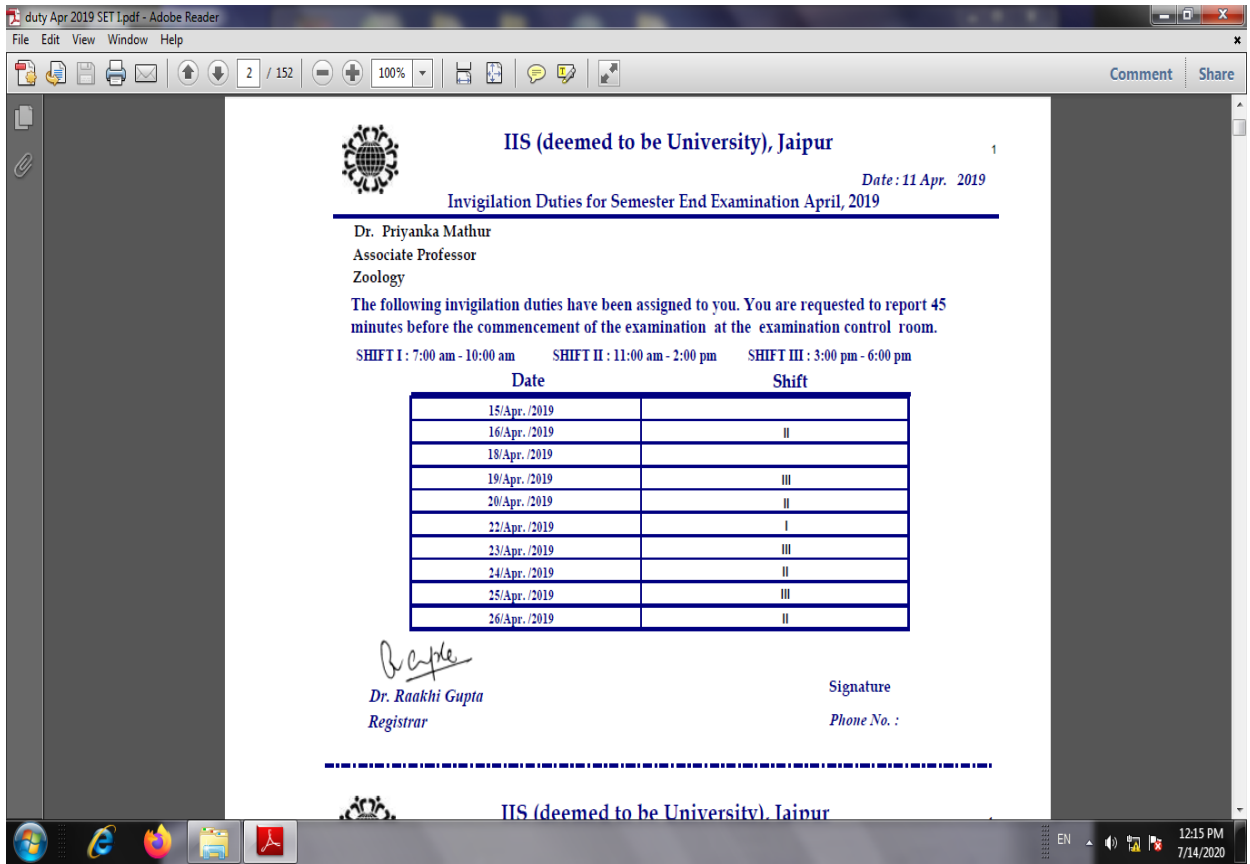 duty Apr 2019 SET I.pdf - Adobe Reader
File Edit View Window Help
2 / 152 100% Comment Share
IIS (deemed to be University), Jaipur
1
Date : 11 Apr. 2019
Invigilation Duties for Semester End Examination April, 2019
Dr. Priyanka Mathur
Associate Professor
Zoology
The following invigilation duties have been assigned to you. You are requested to report 45
minutes before the commencement of the examination at the examination control room.
SHIFT I : 7:00 am - 10:00 am SHIFT II : 11:00 am - 2:00 pm SHIFT III : 3:00 pm - 6:00 pm
Date Shift
15/Apr. /2019
16/Apr. /2019 II
18/Apr. /2019
19/Apr. /2019 III
20/Apr. /2019 II
22/Apr. /2019 I
23/Apr. /2019 III
24/Apr. /2019 II
25/Apr. /2019 III
26/Apr. /2019 II
Dr. Raakhi Gupta
Registrar
Signature
Phone No. :
IIS (deemed to be University), Jaipur
EN 12:15 PM
7/14/2020